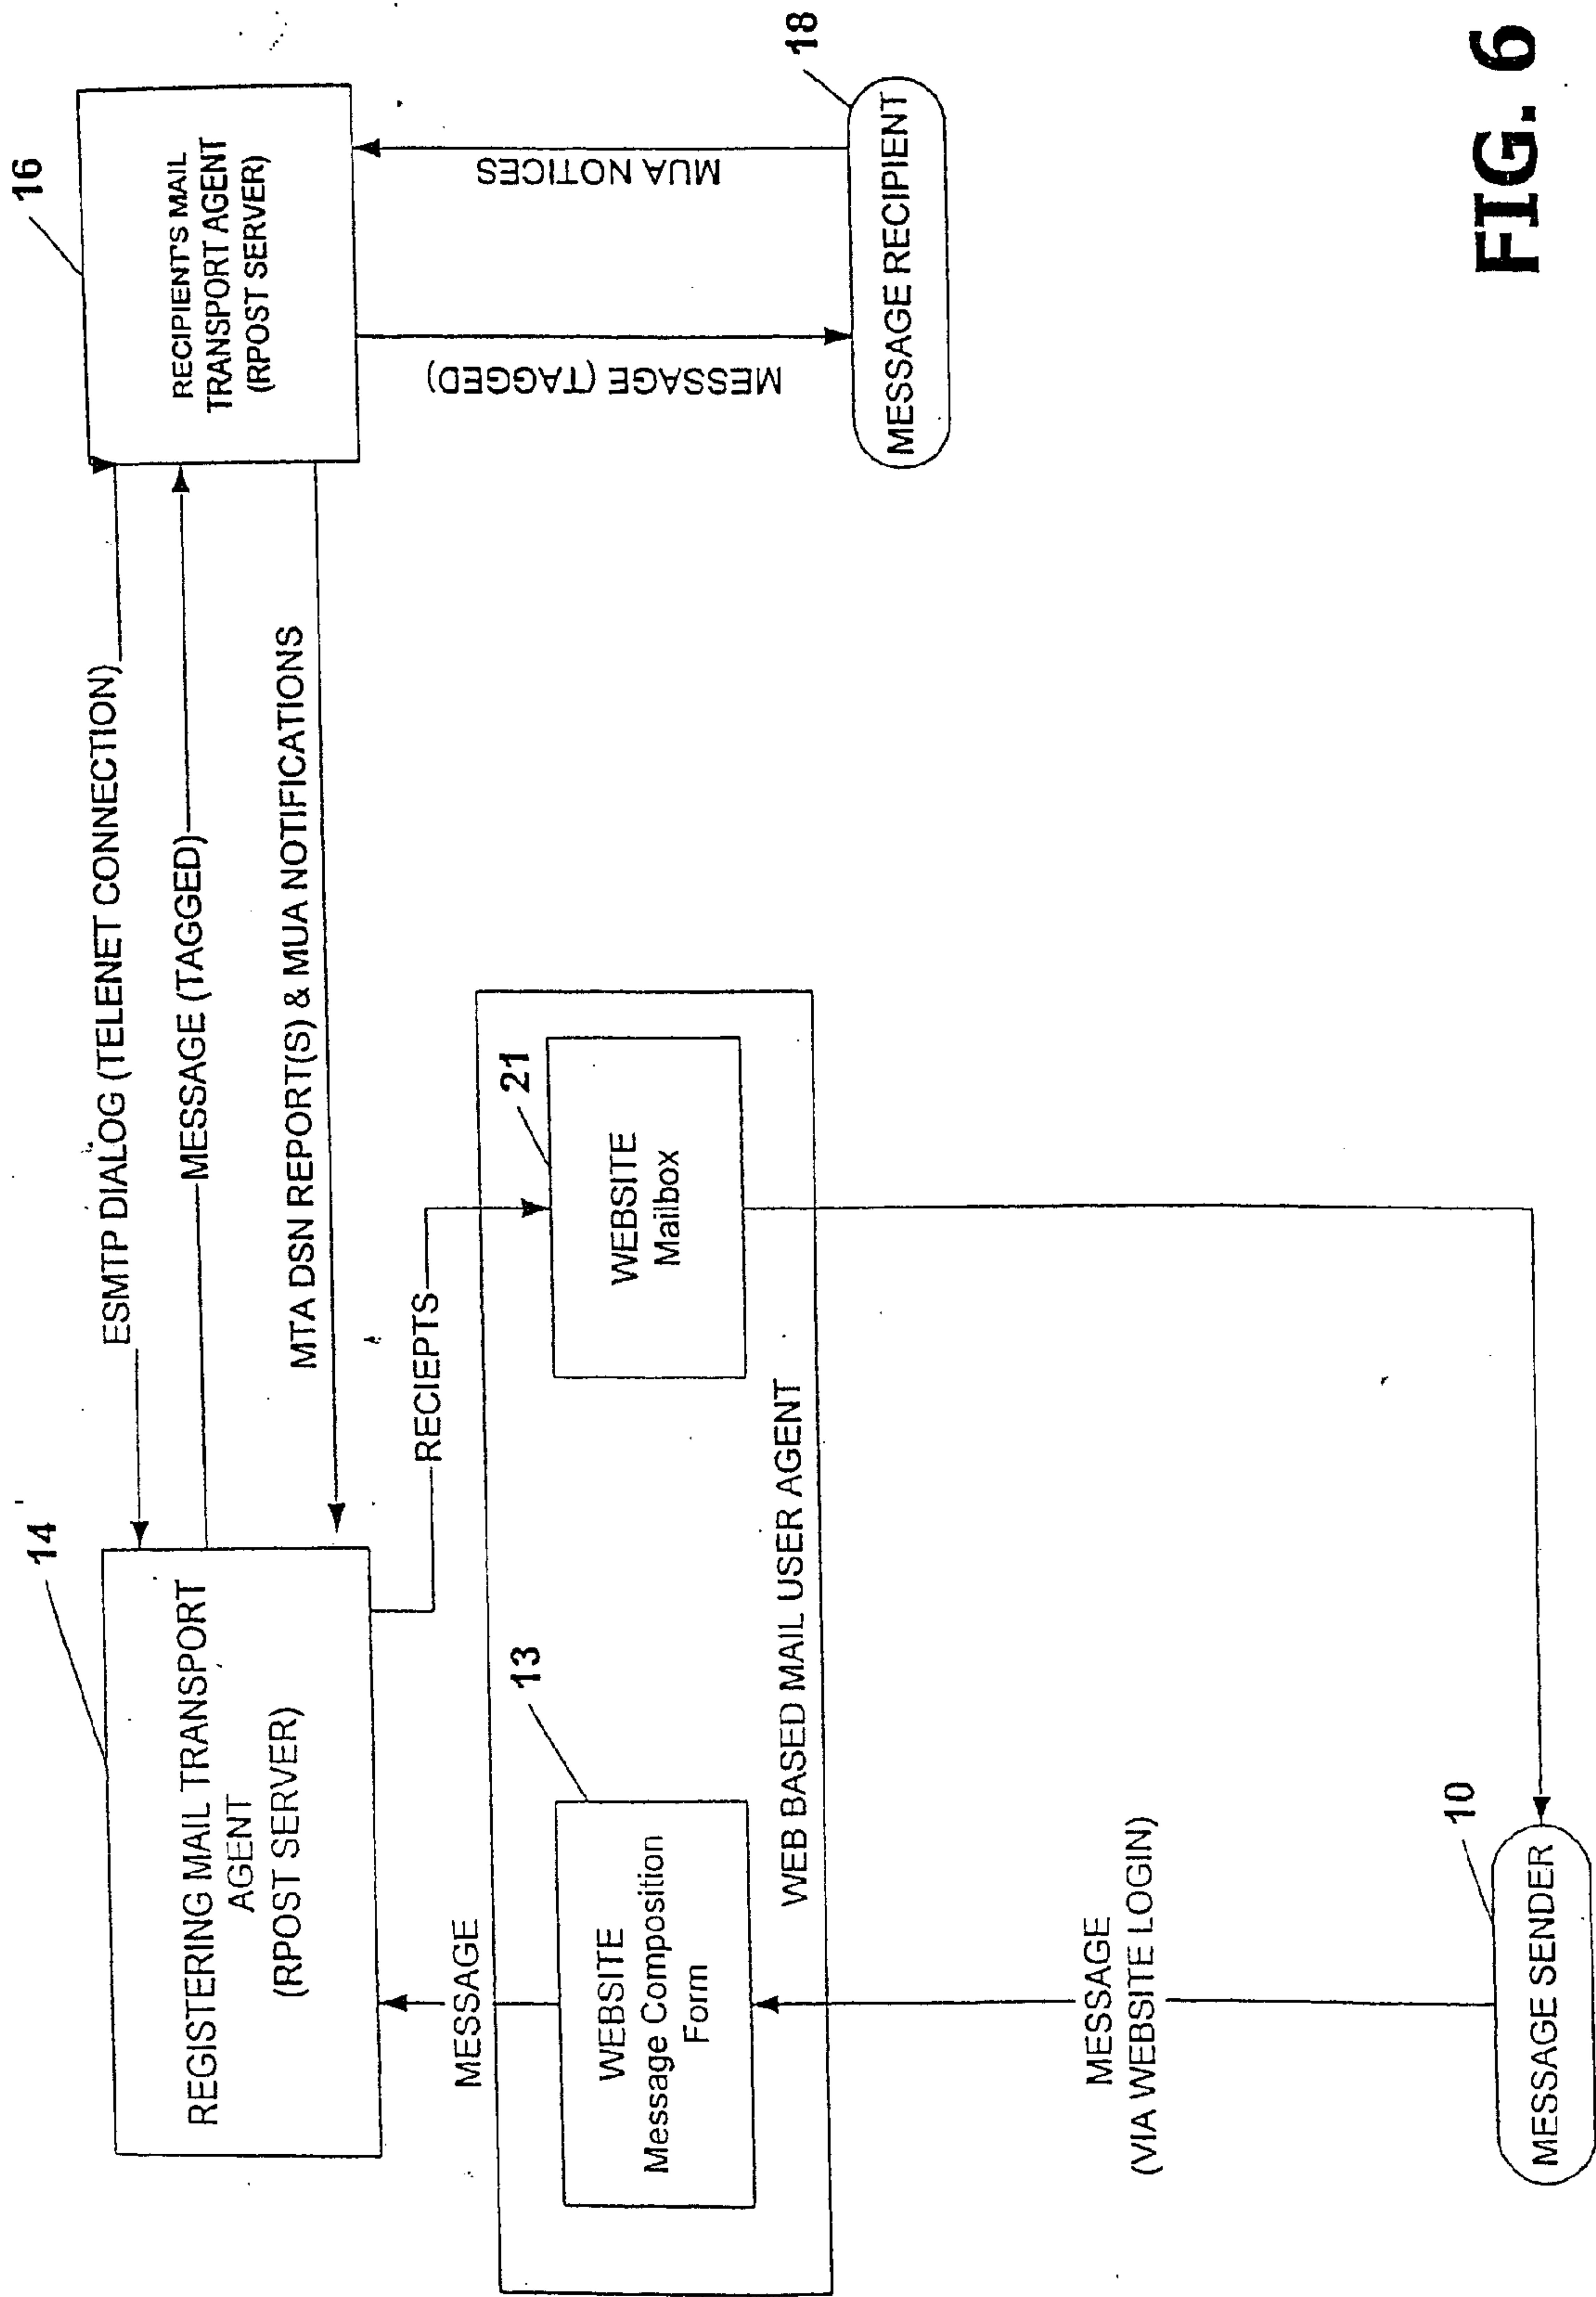 14
REGISTERING MAIL TRANSPORT
AGENT
(RPOST SERVER)
ESMTP DIALOG (TELENET CONNECTION)
MESSAGE (TAGGED)
MTA DSN REPORT(S) & MUA NOTIFICATIONS
16
RECIPIENT'S MAIL
TRANSPORT AGENT
(RPOST SERVER)
MESSAGE
RECIEPTS
MESSAGE (TAGGED)
MUA NOTICES
13
WEBSITE
Message Composition
Form
21
WEBSITE
Mailbox
WEB BASED MAIL USER AGENT
18
MESSAGE RECIPIENT
MESSAGE
(VIA WEBSITE LOGIN)
10
MESSAGE SENDER
FIG. 6